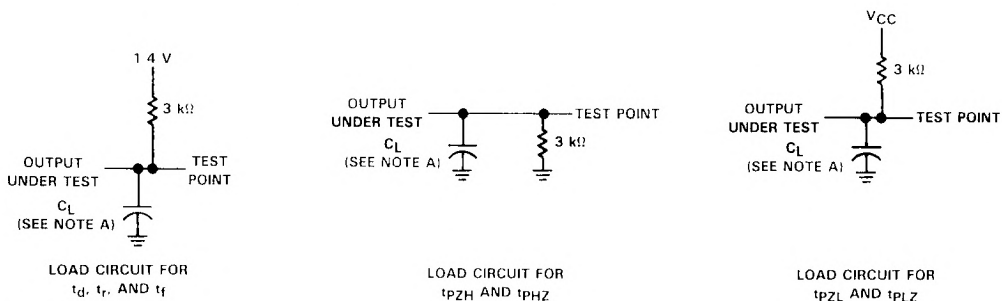 1 4 V
3 kΩ
OUTPUT
UNDER TEST
TEST
POINT
CL
(SEE NOTE A)
LOAD CIRCUIT FOR
td, tr, AND tf
OUTPUT
UNDER TEST
TEST POINT
CL
(SEE NOTE A)
3 kΩ
LOAD CIRCUIT FOR
tPZH AND tPHZ
VCC
3 kΩ
OUTPUT
UNDER TEST
TEST POINT
CL
(SEE NOTE A)
LOAD CIRCUIT FOR
tPZL AND tPLZ